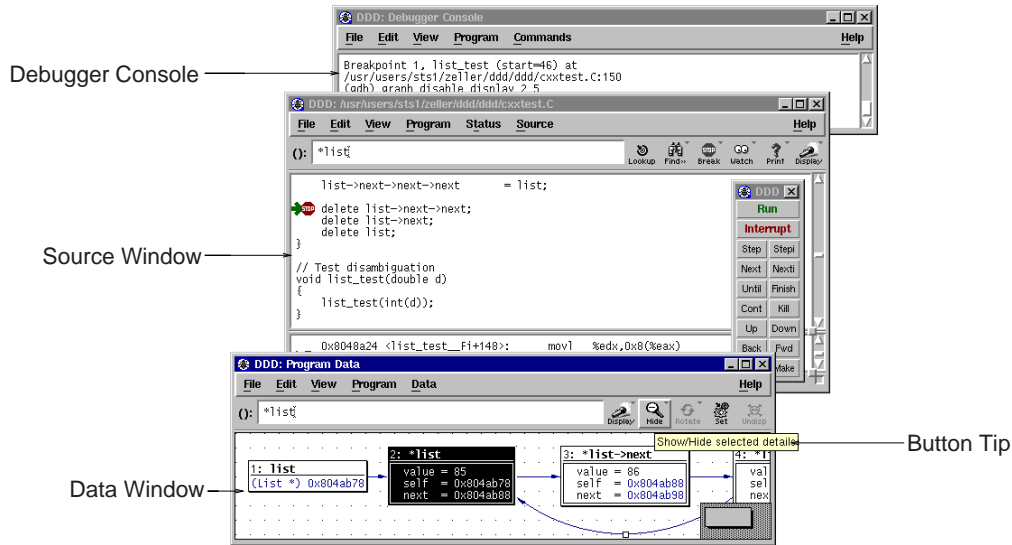 DDD: Debugger Console
File Edit View Program Commands Help
Breakpoint 1, list_test (start=46) at
/usr/users/sts1/zeller/ddd/ddd/cxxtest.C:150
(gdb) graph disable display 2 5
Debugger Console
DDD: /usr/users/sts1/zeller/ddd/ddd/cxxtest.C
File Edit View Program Status Source Help
(): *list
Lookup Find>> Break Watch Print Display
list->next->next->next = list;
STOP delete list->next->next;
delete list->next;
delete list;
}
// Test disambiguation
void list_test(double d)
{
list_test(int(d));
}
0x8048a24 <list_test__Fi+148>: movl %edx,0x8(%eax)
Source Window
DDD
Run
Interrupt
Step Stepi
Next Nexti
Until Finish
Cont Kill
Up Down
Back Fwd
Make
DDD: Program Data
File Edit View Program Data Help
(): *list
Display Hide Rotate Set Undisp
Show/Hide selected details
Button Tip
1: list
(List *) 0x804ab78
2: *list
value = 85
self = 0x804ab78
next = 0x804ab88
3: *list->next
value = 86
self = 0x804ab88
next = 0x804ab98
4: *l
val
sel
nex
Data Window